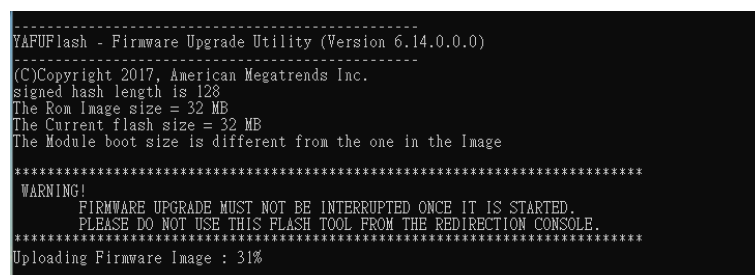 --------------------------------------------------
YAFUFlash - Firmware Upgrade Utility (Version 6.14.0.0.0)
--------------------------------------------------
(C)Copyright 2017, American Megatrends Inc.
signed hash length is 128
The Rom Image size = 32 MB
The Current flash size = 32 MB
The Module boot size is different from the one in the Image
*****************************************************************************
WARNING!
FIRMWARE UPGRADE MUST NOT BE INTERRUPTED ONCE IT IS STARTED.
PLEASE DO NOT USE THIS FLASH TOOL FROM THE REDIRECTION CONSOLE.
*****************************************************************************
Uploading Firmware Image : 31%